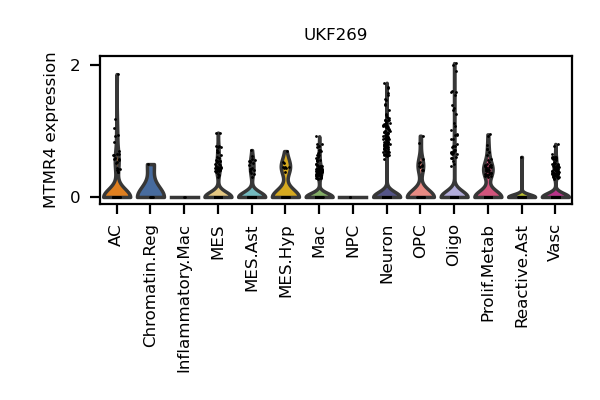 UKF269
MTMR4 expression
2
0
AC
Chromatin.Reg
Inflammatory.Mac
MES
MES.Ast
MES.Hyp
Mac
NPC
Neuron
OPC
Oligo
Prolif.Metab
Reactive.Ast
Vasc